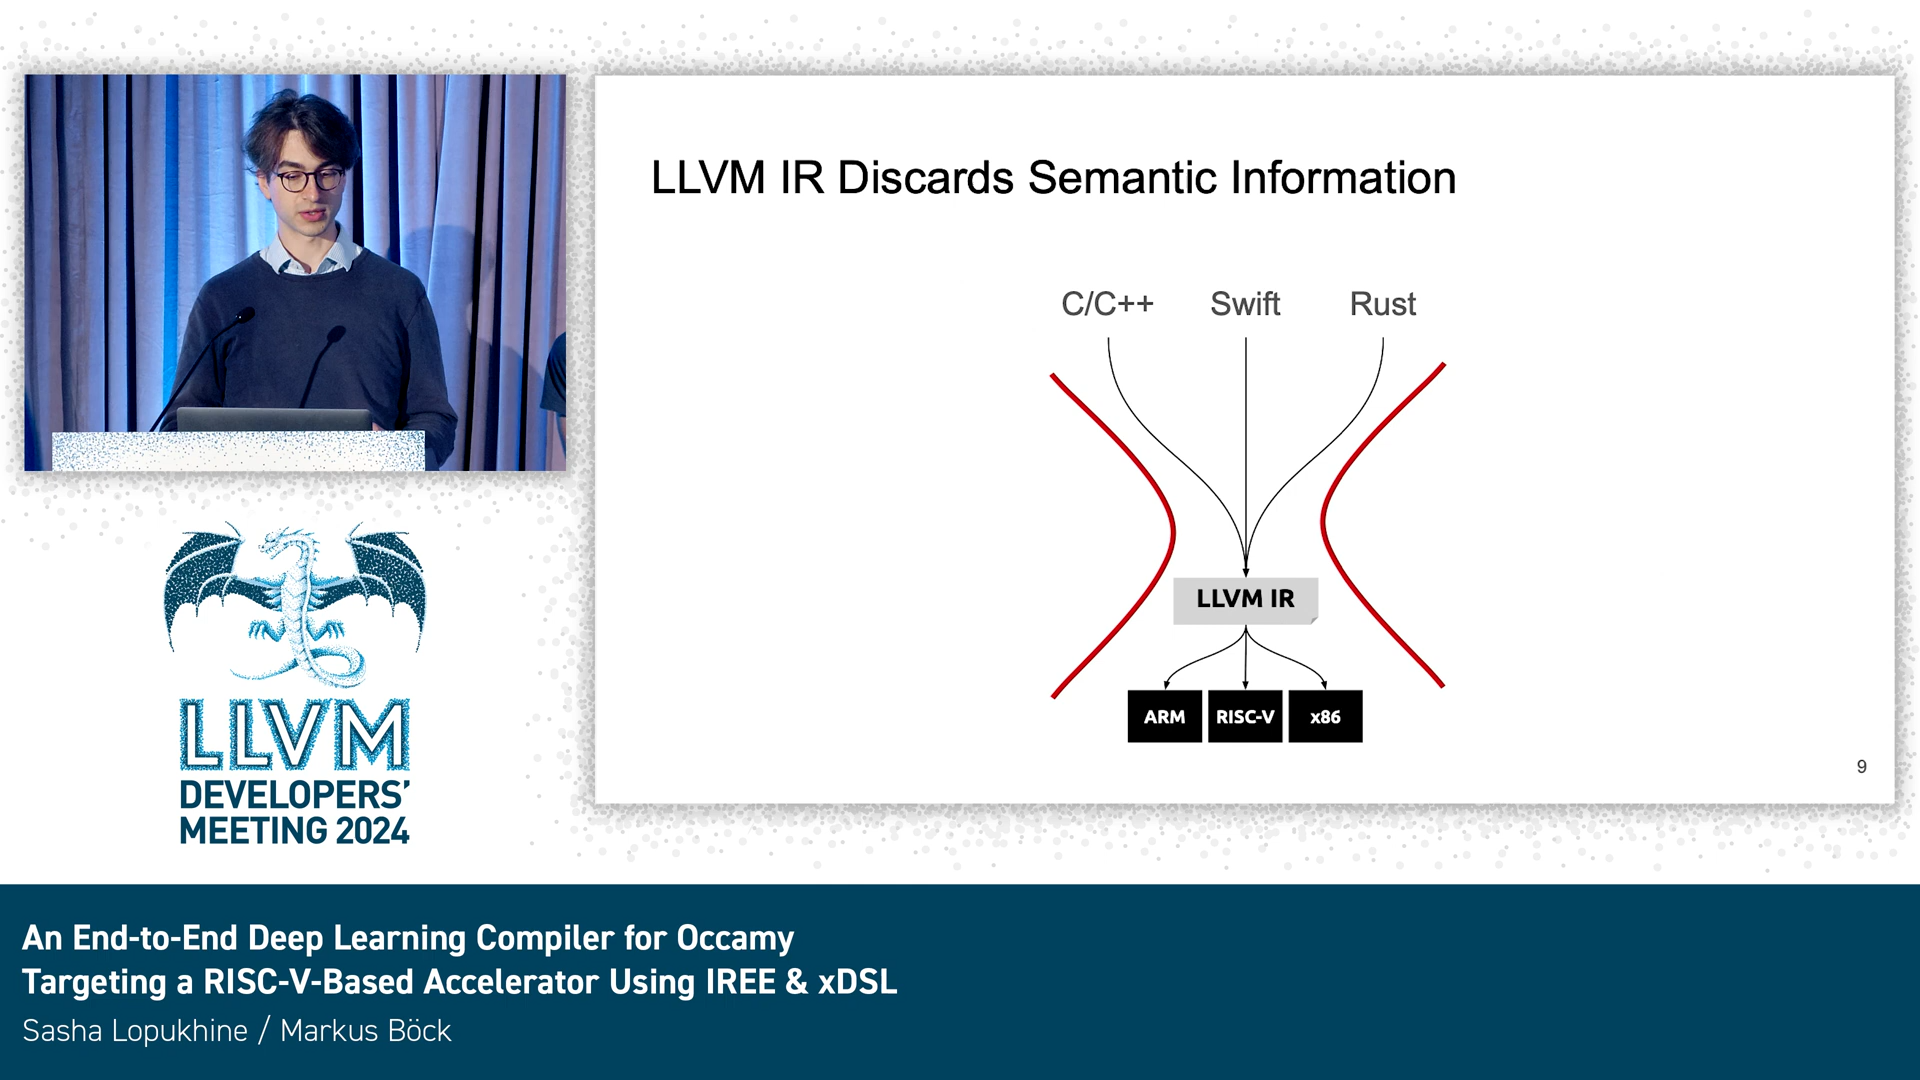 LLVM IR Discards Semantic Information
C/C++ Swift Rust
LLVM IR
ARM RISC-V x86
9
LLVM
DEVELOPERS'
MEETING 2024
An End-to-End Deep Learning Compiler for Occamy
Targeting a RISC-V-Based Accelerator Using IREE & xDSL
Sasha Lopukhine / Markus Böck